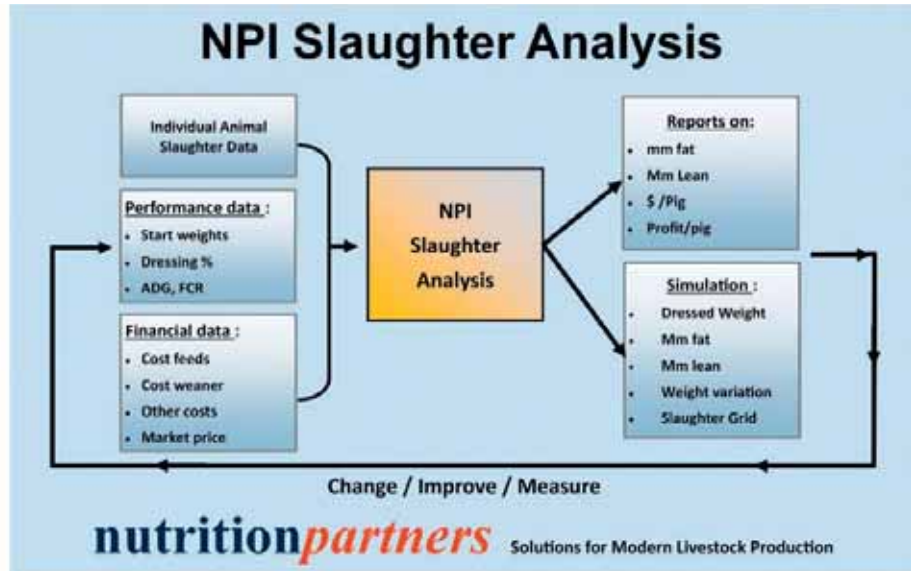 NPI Slaughter Analysis
Individual Animal
Slaughter Data
Performance data :
• Start weights
• Dressing %
• ADG, FCR
Financial data :
• Cost feeds
• Cost weaner
• Other costs
• Market price
NPI
Slaughter
Analysis
Reports on:
• mm fat
• Mm Lean
• $ /Pig
• Profit/pig
Simulation :
• Dressed Weight
• Mm fat
• Mm lean
• Weight variation
• Slaughter Grid
Change / Improve / Measure
nutritionpartners Solutions for Modern Livestock Production